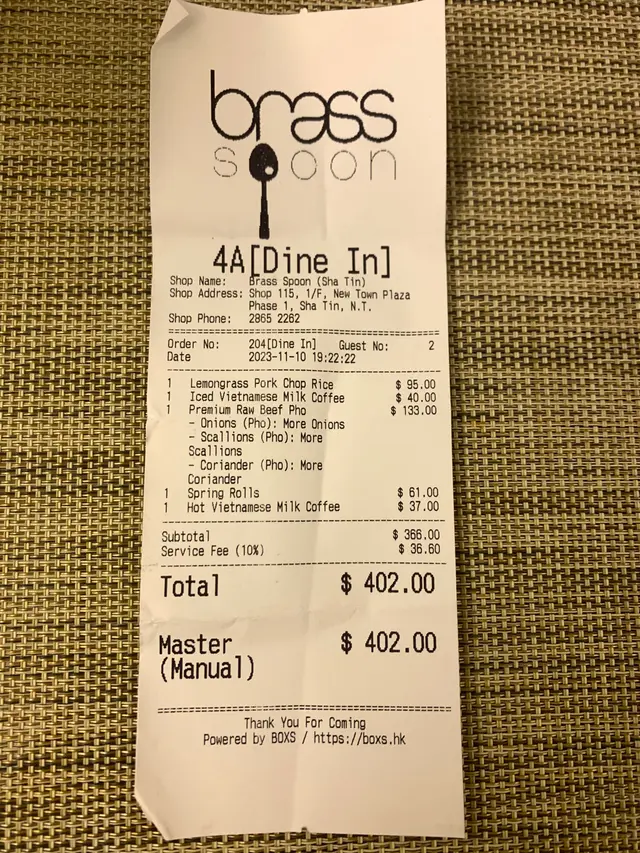 brass
spoon
4A[Dine In]
Shop Name: Brass Spoon (Sha Tin)
Shop Address: Shop 115, 1/F, New Town Plaza
Phase 1, Sha Tin, N.T.
Shop Phone: 2865 2262
Order No: 204[Dine In] Guest No: 2
Date 2023-11-10 19:22:22
1 Lemongrass Pork Chop Rice $ 95.00
1 Iced Vietnamese Milk Coffee $ 40.00
1 Premium Raw Beef Pho $ 133.00
- Onions (Pho): More Onions
- Scallions (Pho): More
Scallions
- Coriander (Pho): More
Coriander
1 Spring Rolls $ 61.00
1 Hot Vietnamese Milk Coffee $ 37.00
Subtotal $ 366.00
Service Fee (10%) $ 36.60
Total $ 402.00
Master $ 402.00
(Manual)
Thank You For Coming
Powered by BOXS / https://boxs.hk